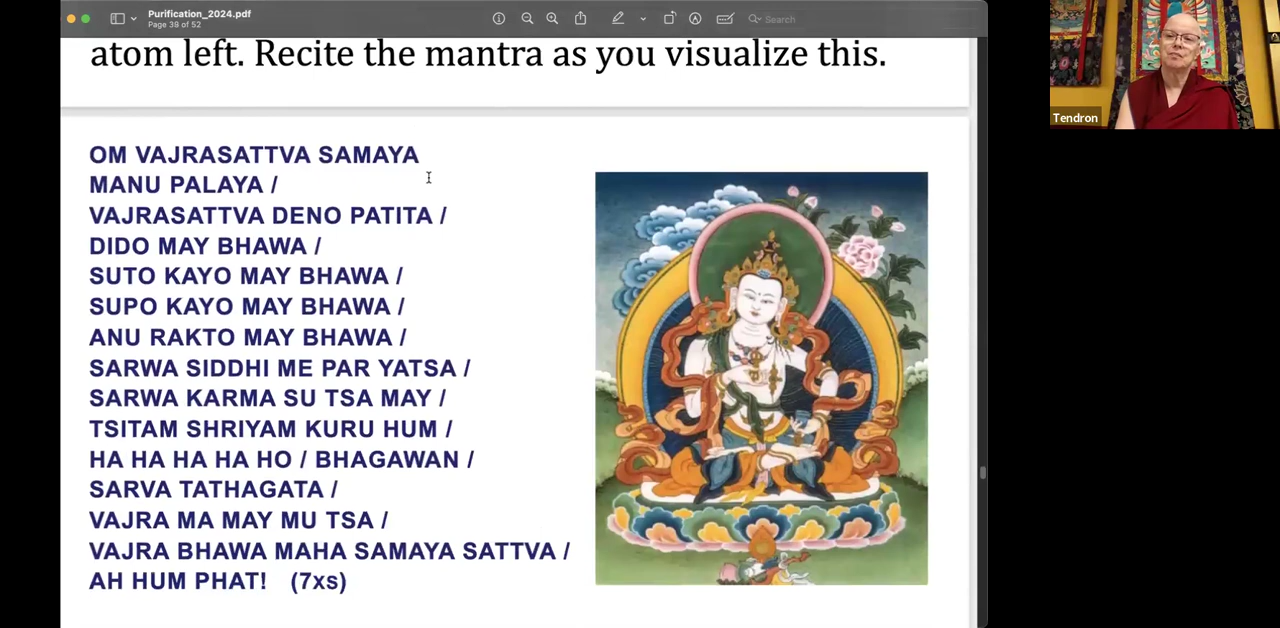 Purification_2024.pdf
Page 39 of 52
Search
Tendron
atom left. Recite the mantra as you visualize this.
OM VAJRASATTVA SAMAYA
MANU PALAYA /
VAJRASATTVA DENO PATITA /
DIDO MAY BHAWA /
SUTO KAYO MAY BHAWA /
SUPO KAYO MAY BHAWA /
ANU RAKTO MAY BHAWA /
SARWA SIDDHI ME PAR YATSA /
SARWA KARMA SU TSA MAY /
TSITAM SHRIYAM KURU HUM /
HA HA HA HA HO / BHAGAWAN /
SARVA TATHAGATA /
VAJRA MA MAY MU TSA /
VAJRA BHAWA MAHA SAMAYA SATTVA /
AH HUM PHAT! (7xs)